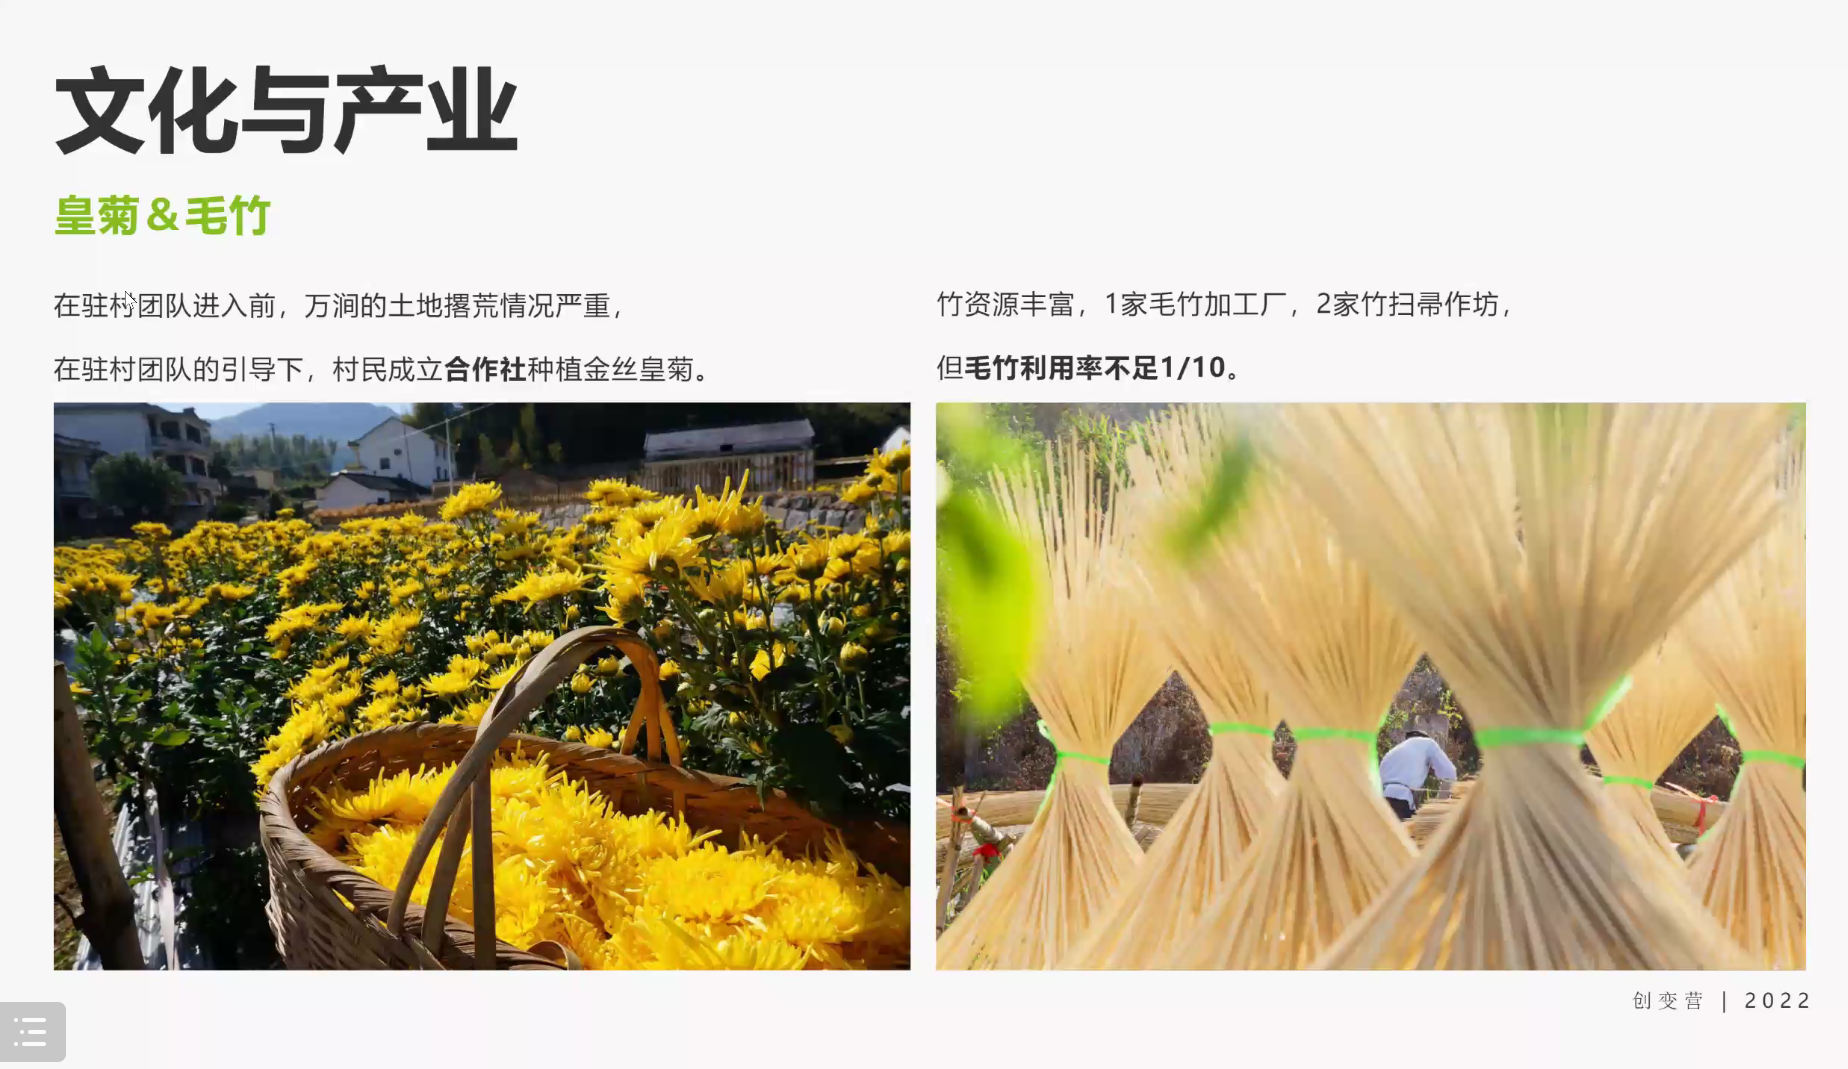 文化与产业
皇菊&毛竹
在驻村团队进入前，万涧的土地撂荒情况严重，
在驻村团队的引导下，村民成立合作社种植金丝皇菊。
竹资源丰富，1家毛竹加工厂，2家竹扫帚作坊，
但毛竹利用率不足1/10。
创变营 | 2022